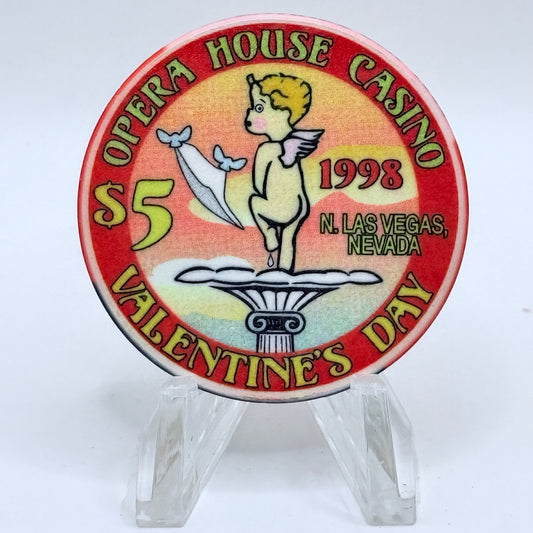 OPERA HOUSE CASINO
$5
1998
N. LAS VEGAS,
NEVADA
VALENTINE'S DAY